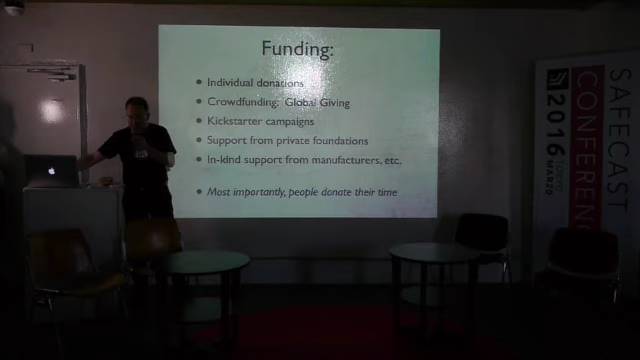 Funding:
• Individual donations
• Crowdfunding: Global Giving
• Kickstarter campaigns
• Support from private foundations
• In-kind support from manufacturers, etc.
• Most importantly, people donate their time
SAFECAST
CONFERENCE
2016 TOKYO MAR20